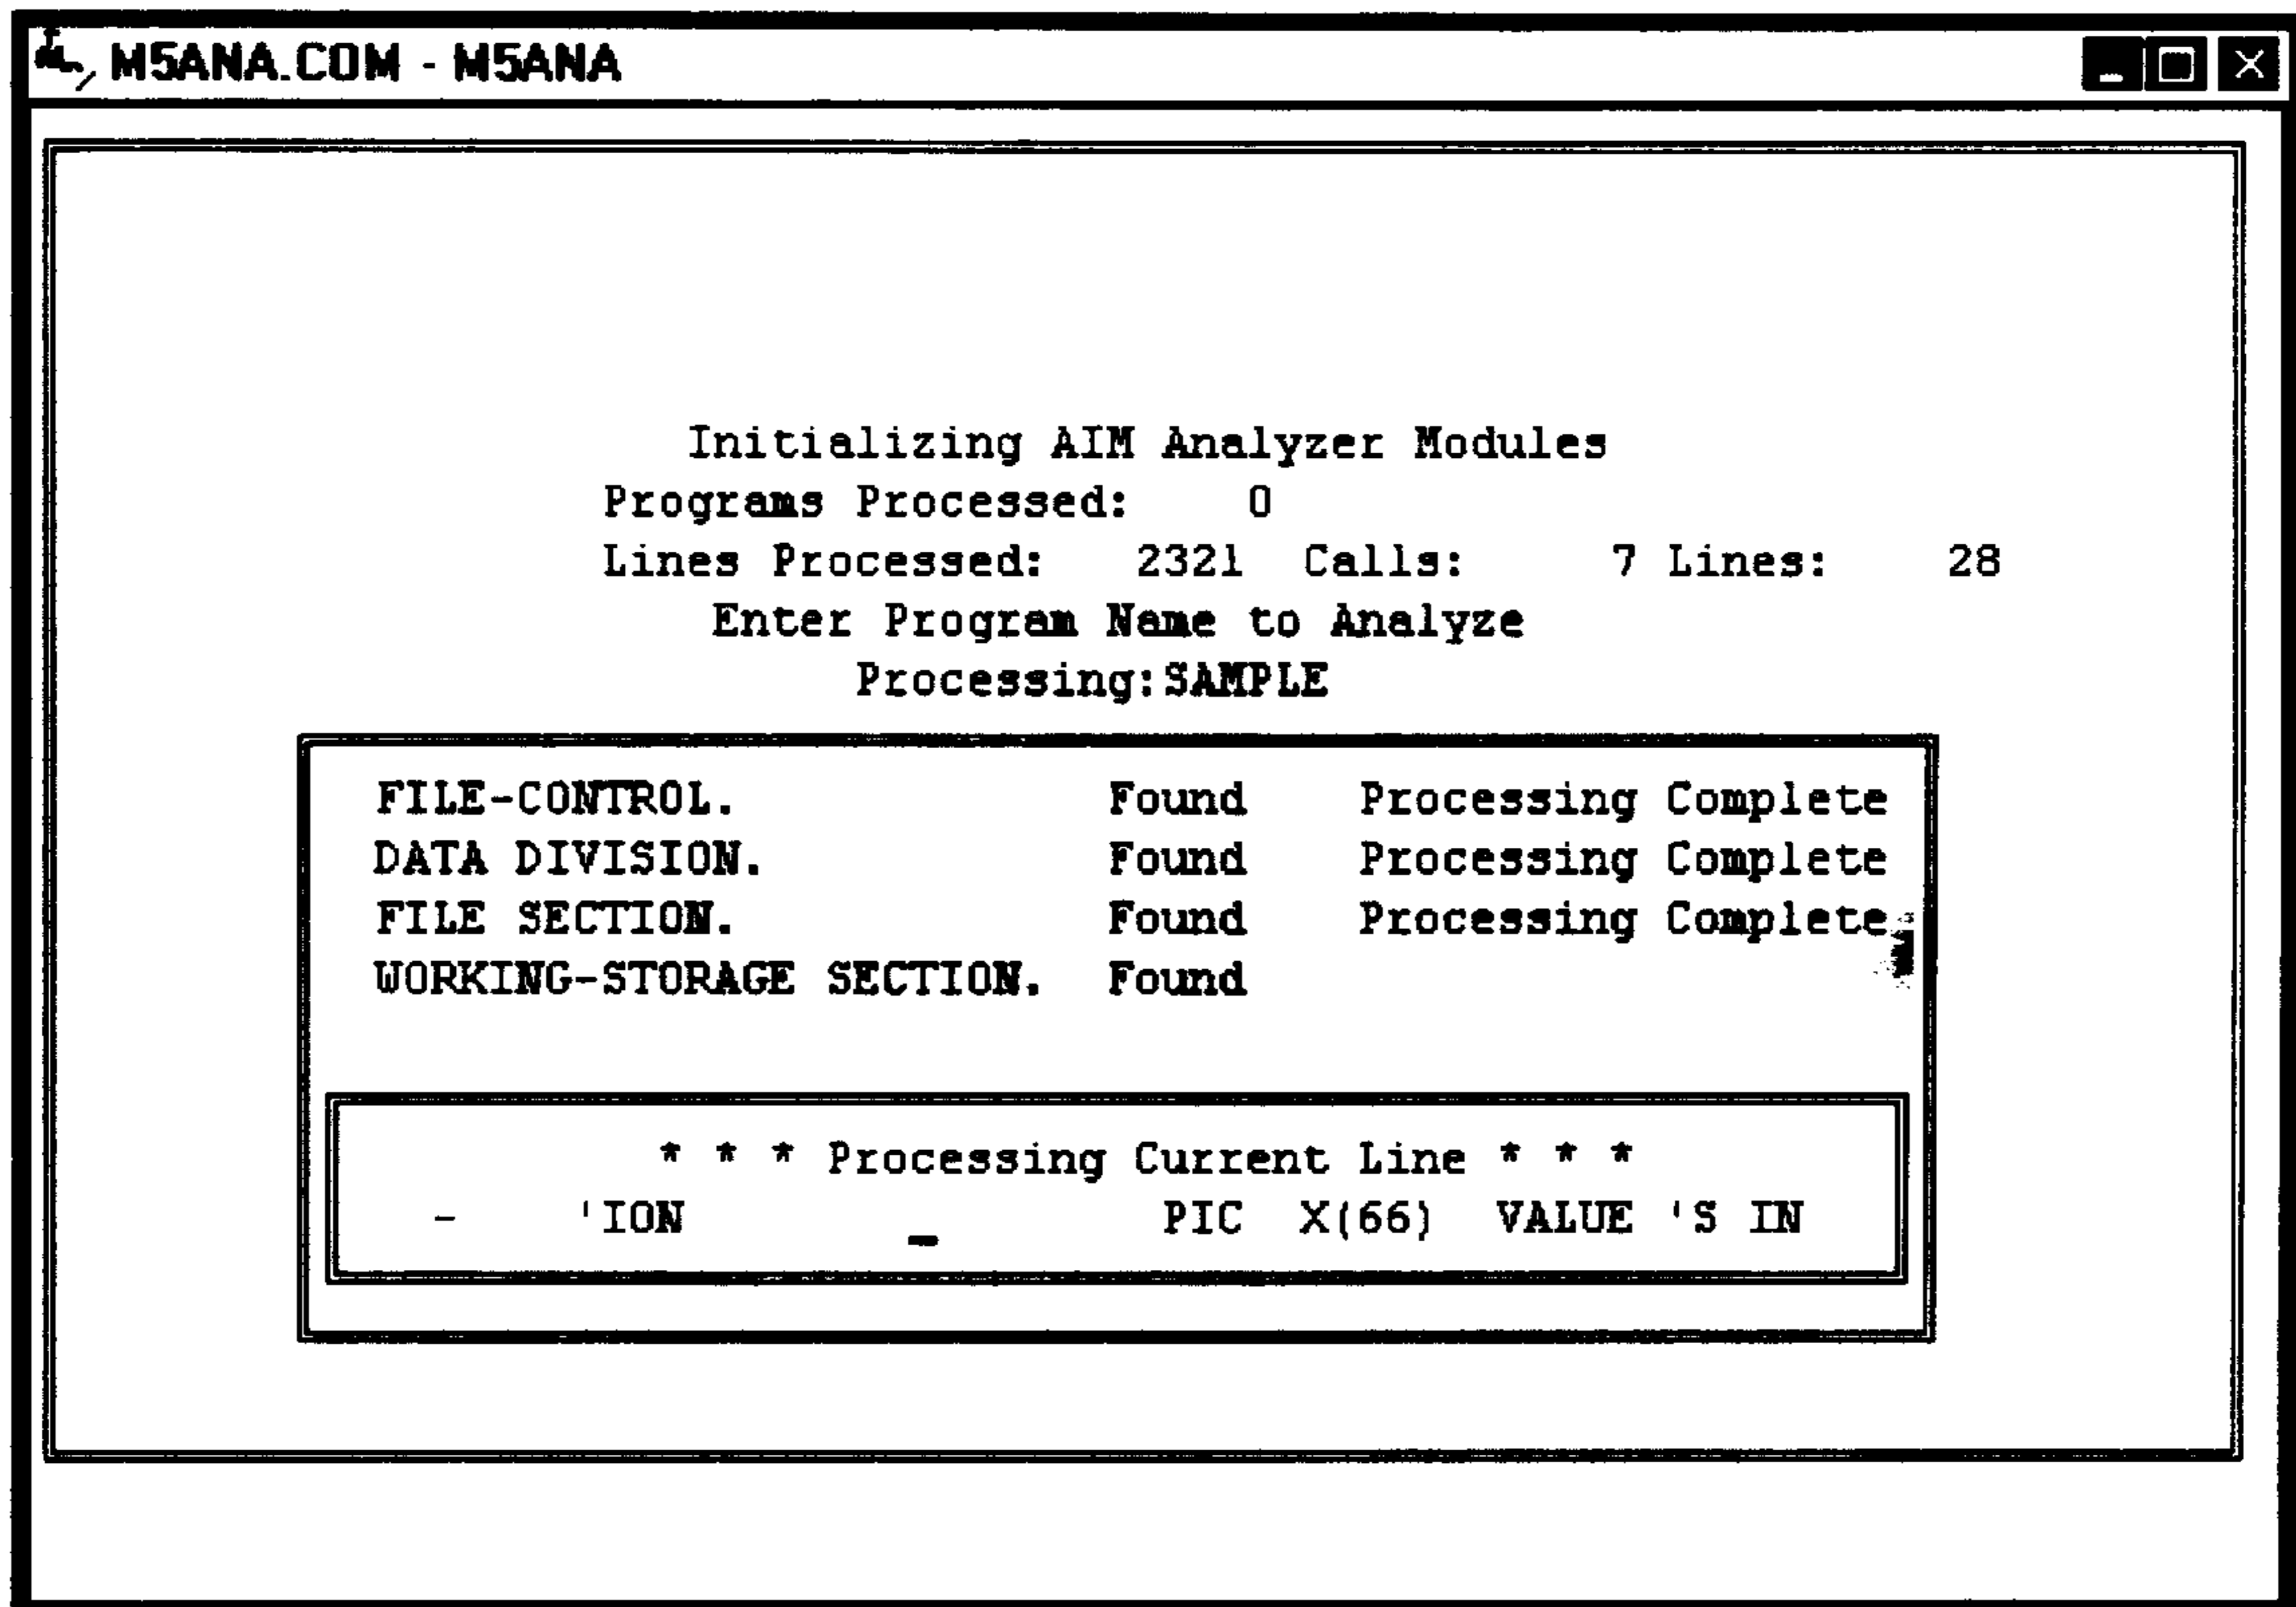 M5ANA.COM - M5ANA
Initializing AIM Analyzer Modules
Programs Processed: 0
Lines Processed: 2321 Calls: 7 Lines: 28
Enter Program Name to Analyze
Processing:SAMPLE
FILE-CONTROL. Found Processing Complete
DATA DIVISION. Found Processing Complete
FILE SECTION. Found Processing Complete
WORKING-STORAGE SECTION. Found
* * * Processing Current Line * * *
- 'ION _ PIC X(66) VALUE 'S IN